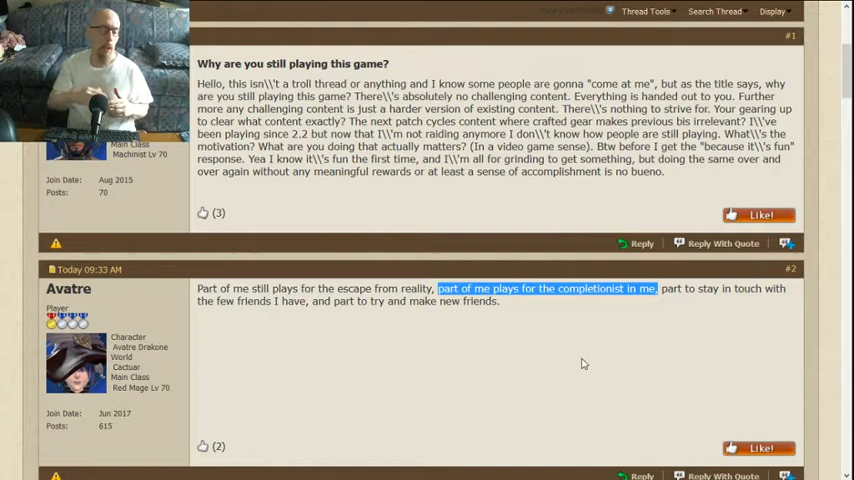 Thread Tools Search Thread Display
#1
Why are you still playing this game?
Hello, this isn\\'t a troll thread or anything and I know some people are gonna "come at me", but as the title says, why
are you still playing this game? There\\'s absolutely no challenging content. Everything is handed out to you. Further
more any challenging content is just a harder version of existing content. There\\'s nothing to strive for. Your gearing up
to clear what content exactly? The next patch cycles content where crafted gear makes previous bis irrelevant? I\\'ve
been playing since 2.2 but now that I\\'m not raiding anymore I don\\'t know how people are still playing. What\\'s the
motivation? What are you doing that actually matters? (In a video game sense). Btw before I get the "because it\\'s fun"
response. Yea I know it\\'s fun the first time, and I\\'m all for grinding to get something, but doing the same over and
over again without any meaningful rewards or at least a sense of accomplishment is no bueno.
Main Class
Machinist Lv 70
Join Date: Aug 2015
Posts: 70
(3)
Like!
Reply Reply With Quote
Today 09:33 AM #2
Avatre
Player
Part of me still plays for the escape from reality, part of me plays for the completionist in me, part to stay in touch with
the few friends I have, and part to try and make new friends.
Character
Avatre Drakone
World
Cactuar
Main Class
Red Mage Lv 70
Join Date: Jun 2017
Posts: 615
(2)
Like!
Reply Reply With Quote